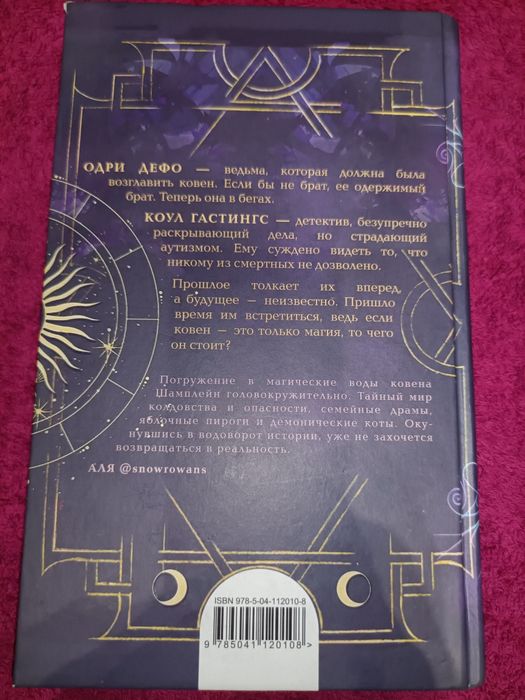 ОДРИ ДЕФО — ведьма, которая должна была
возглавить ковен. Если бы не брат, ее одержимый
брат. Теперь она в бегах.
КОУЛ ГАСТИНГС — детектив, безупречно
раскрывающий дела, но страдающий
аутизмом. Ему суждено видеть то, что
никому из смертных не дозволено.
Прошлое толкает их вперед,
а будущее — неизвестно. Пришло
время им встретиться, ведь если
ковен — это только магия, то чего
он стоит?
Погружение в магические воды ковена
Шамплейн головокружительно. Тайный мир
колдовства и опасности, семейные драмы,
яблочные пироги и демонические коты. Оку-
нувшись в водоворот истории, уже не захочется
возвращаться в реальность.
АЛЯ @snowrowans
ISBN 978-5-04-112010-8
9 785041 120108 >